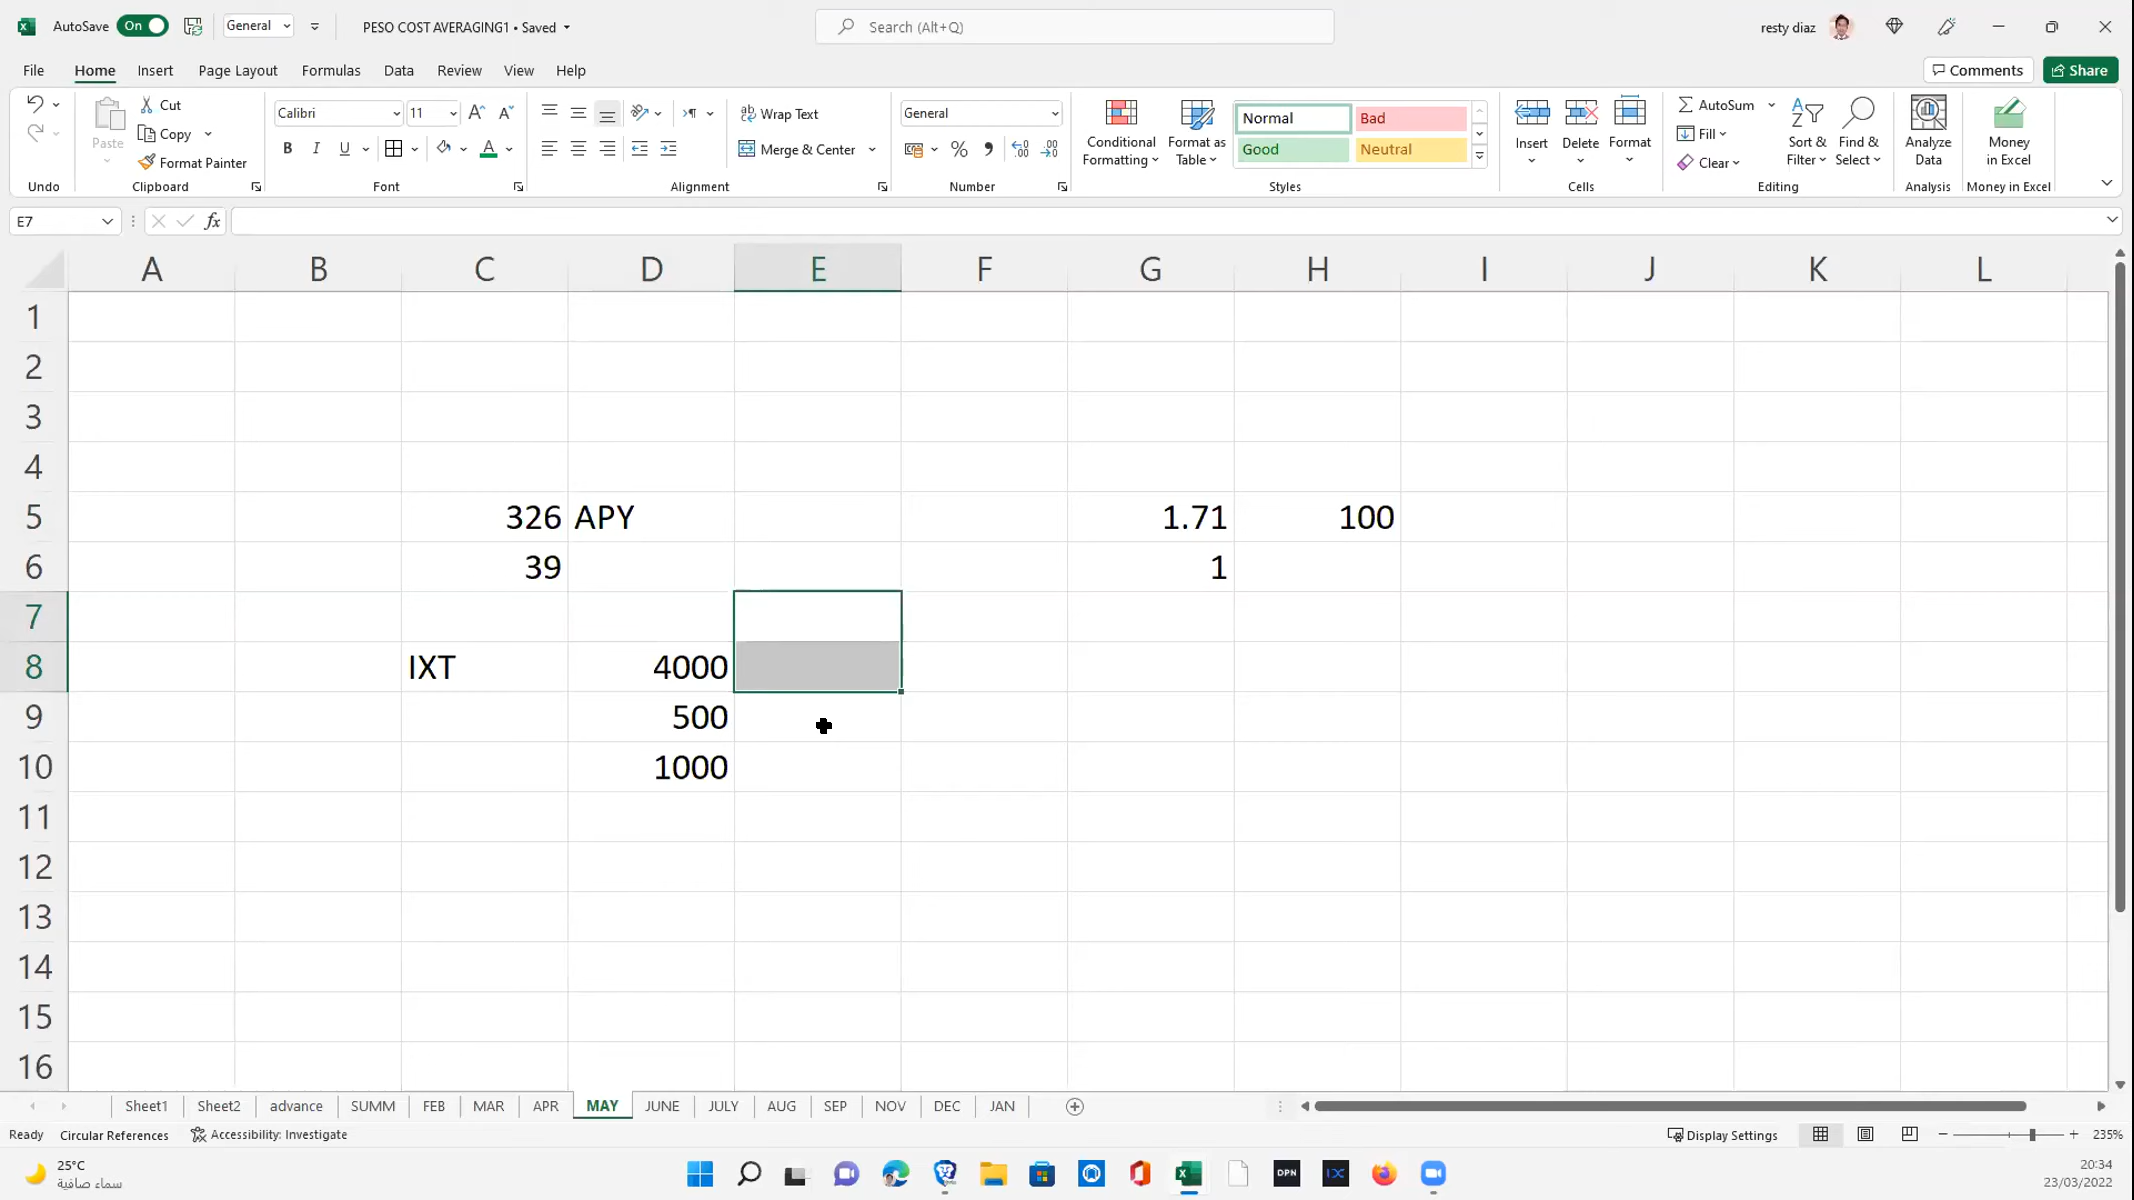 AutoSave On General PESO COST AVERAGING1 • Saved Search (Alt+Q) resty diaz
File Home Insert Page Layout Formulas Data Review View Help Comments Share
Paste Cut Copy Format Painter
Calibri 11
B I U A
Wrap Text
Merge & Center
General
% 9
Conditional Formatting Format as Table
Normal Bad
Good Neutral
Insert Delete Format
AutoSum
Fill
Clear
Sort & Filter Find & Select
Analyze Data
Money in Excel
Undo Clipboard Font Alignment Number Styles Cells Editing Analysis Money in Excel
E7 fx
A B C D E F G H I J K L
1
2
3
4
5 326 APY 1.71 100
6 39 1
7
8 IXT 4000
9 500
10 1000
11
12
13
14
15
16
Sheet1 Sheet2 advance SUMM FEB MAR APR MAY JUNE JULY AUG SEP NOV DEC JAN
Ready Circular References Accessibility: Investigate Display Settings 235%
25°C
سماء صافية
DPN IX
20:34
23/03/2022